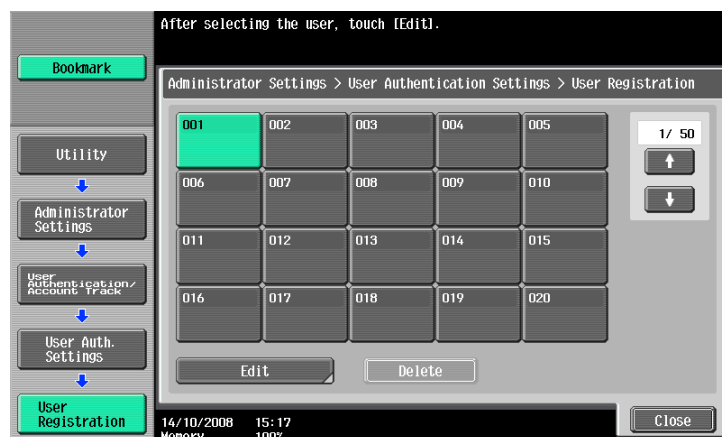 After selecting the user, touch [Edit].
Bookmark
Administrator Settings > User Authentication Settings > User Registration
001 002 003 004 005
1/ 50
Utility
006 007 008 009 010
Administrator
Settings
011 012 013 014 015
User
Authentication/
Account Track
016 017 018 019 020
User Auth.
Settings
Edit Delete
User
Registration
14/10/2008 15:17
Memory 100%
Close